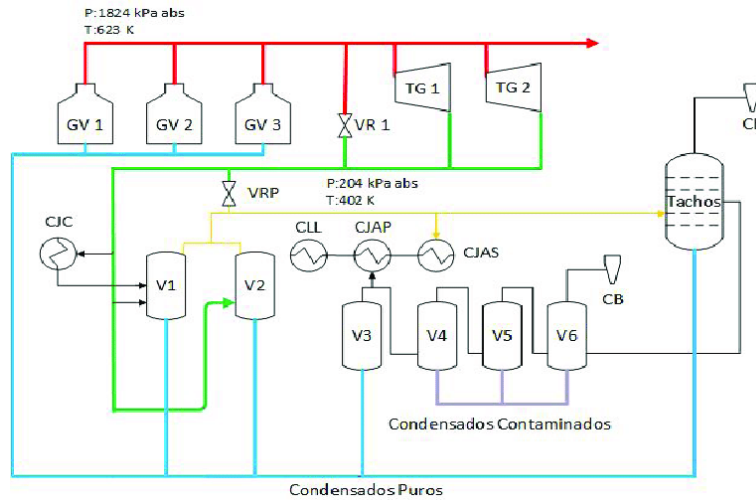 P:1824 kPa abs
T:623 K
GV 1
GV 2
GV 3
VR 1
TG 1
TG 2
VRP
P:204 kPa abs
T:402 K
Tachos
CJC
CLL
CJAP
CJAS
V1
V2
V3
V4
V5
V6
CB
Condensados Contaminados
Condensados Puros